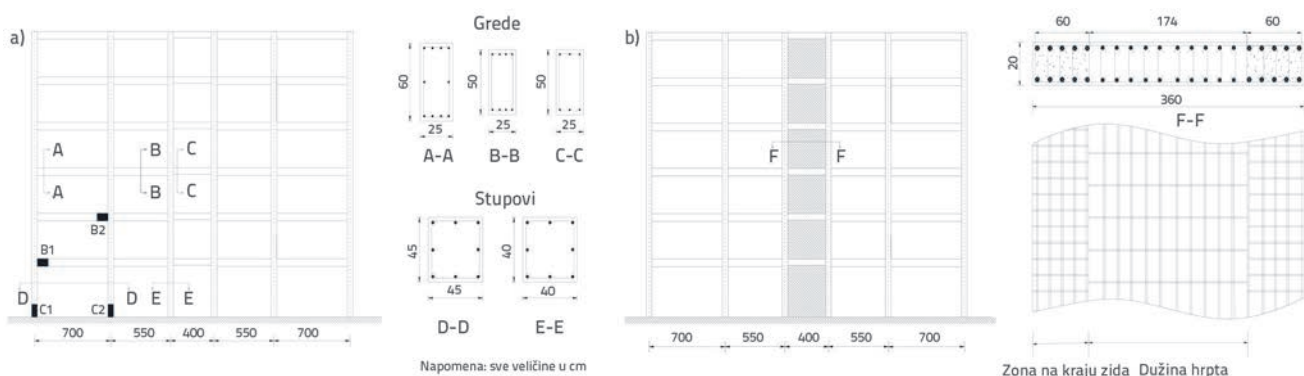 a)
A
B
C
A
B
C
B2
B1
D
D
E
E
C1
C2
700
550
400
550
700
Grede
60
25
A-A
50
25
B-B
50
25
C-C
Stupovi
45
45
D-D
40
40
E-E
Napomena: sve veličine u cm
b)
F
F
700
550
400
550
700
60
174
60
20
360
F-F
Zona na kraju zida
Dužina hrpta